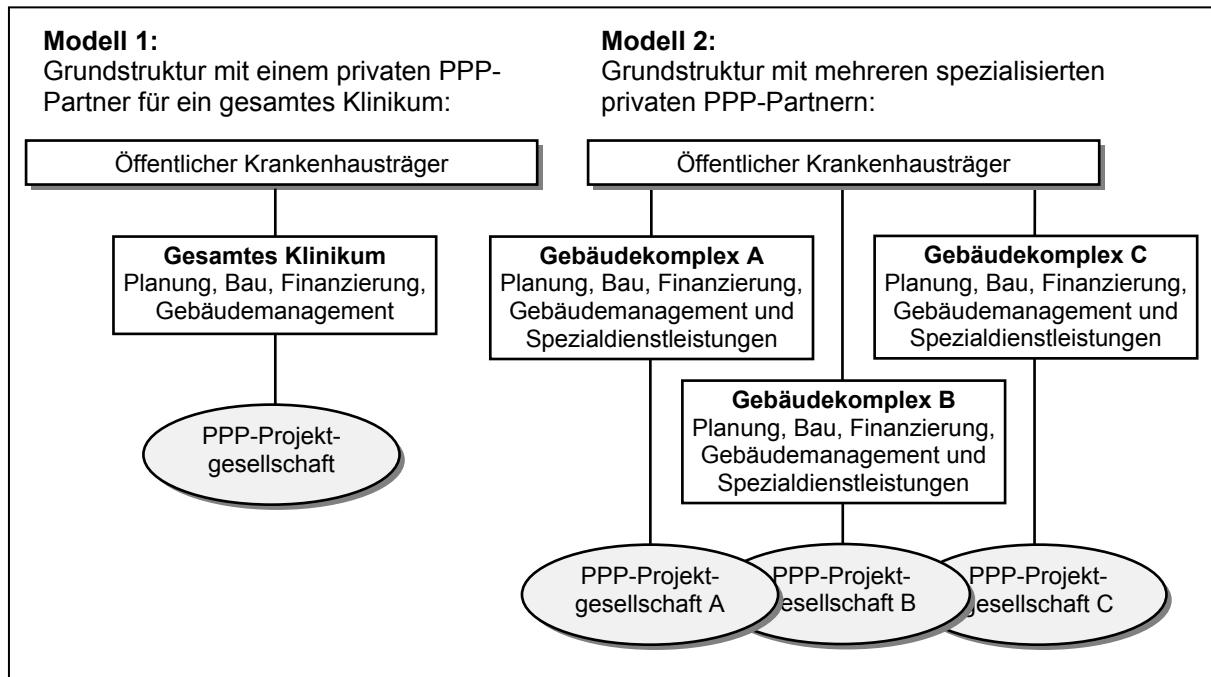 Modell 1:
Grundstruktur mit einem privaten PPP-
Partner für ein gesamtes Klinikum:
Öffentlicher Krankenhausträger
Gesamtes Klinikum
Planung, Bau, Finanzierung,
Gebäudemanagement
PPP-Projekt-
gesellschaft
Modell 2:
Grundstruktur mit mehreren spezialisierten
privaten PPP-Partnern:
Öffentlicher Krankenhausträger
Gebäudekomplex A
Planung, Bau, Finanzierung,
Gebäudemanagement und
Spezialdienstleistungen
Gebäudekomplex B
Planung, Bau, Finanzierung,
Gebäudemanagement und
Spezialdienstleistungen
Gebäudekomplex C
Planung, Bau, Finanzierung,
Gebäudemanagement und
Spezialdienstleistungen
PPP-Projekt-
gesellschaft A
PPP-Projekt-
gesellschaft B
PPP-Projekt-
gesellschaft C